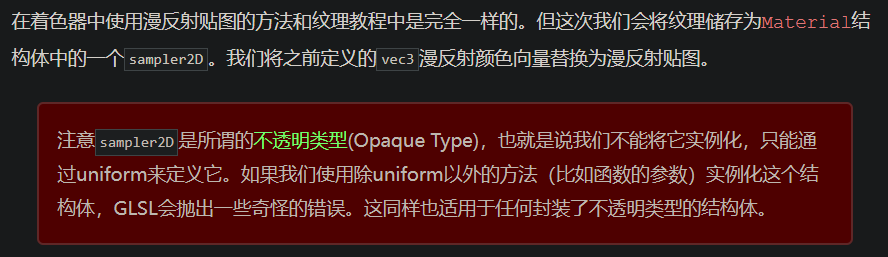 在着色器中使用漫反射贴图的方法和纹理教程中是完全一样的。但这次我们会将纹理储存为Material结
构体中的一个sampler2D。我们将之前定义的vec3漫反射颜色向量替换为漫反射贴图。
注意sampler2D是所谓的不透明类型(Opaque Type)，也就是说我们不能将它实例化，只能通
过uniform来定义它。如果我们使用除uniform以外的方法（比如函数的参数）实例化这个结
构体，GLSL会抛出一些奇怪的错误。这同样也适用于任何封装了不透明类型的结构体。